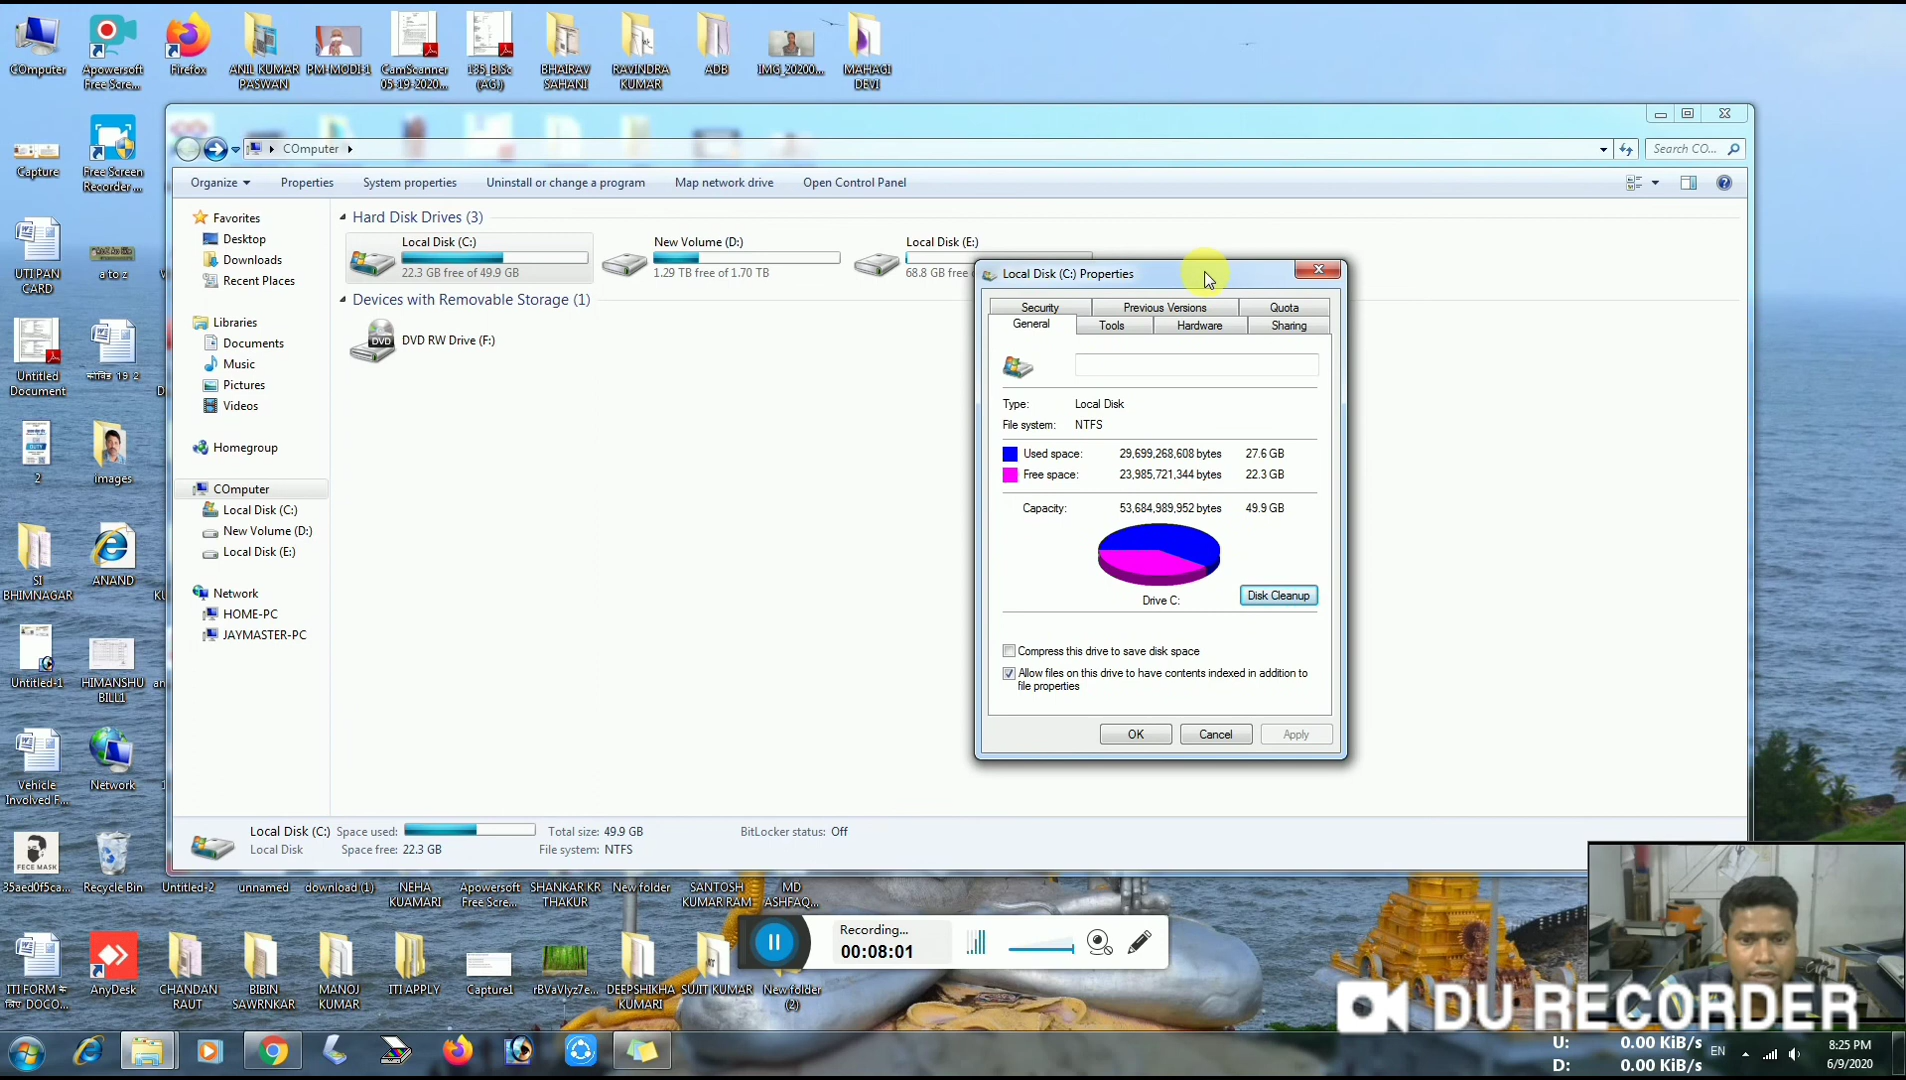 COmputer
Apowersoft
Free Scre...
Firefox
ANIL KUMAR
PASWAN
PM-MODI-1
CamScanner
05-19-2020...
135_B.Sc
(AG)
BHAIRAV
SAHANI
RAVINDRA
KUMAR
ADB
IMG_20200...
MAHAGI
DEVI
Capture
Free Screen
Recorder ...
UTI PAN
CARD
a to z
Untitled
Document
कोविड 19 2
2
images
SI
BHIMNAGAR
ANAND
Untitled-1
HIMANSHU
BILL1
Vehicle
Involved F...
Network
35aed0f5ca...
Recycle Bin
Untitled-2
unnamed
download (1)
NEHA
KUAMARI
Apowersoft
Free Scre...
SHANKAR KR
THAKUR
New folder
SANTOSH
KUMAR RAM
MD
ASHFAQ...
FECE MASK
COmputer
Search CO...
Organize
Properties
System properties
Uninstall or change a program
Map network drive
Open Control Panel
Favorites
Desktop
Downloads
Recent Places
Libraries
Documents
Music
Pictures
Videos
Homegroup
COmputer
Local Disk (C:)
New Volume (D:)
Local Disk (E:)
Network
HOME-PC
JAYMASTER-PC
Hard Disk Drives (3)
Local Disk (C:)
22.3 GB free of 49.9 GB
New Volume (D:)
1.29 TB free of 1.70 TB
Local Disk (E:)
68.8 GB free
Devices with Removable Storage (1)
DVD
DVD RW Drive (F:)
Local Disk (C:) Properties
Security
Previous Versions
Quota
General
Tools
Hardware
Sharing
Type: Local Disk
File system: NTFS
Used space: 29,699,268,608 bytes 27.6 GB
Free space: 23,985,721,344 bytes 22.3 GB
Capacity: 53,684,989,952 bytes 49.9 GB
Drive C:
Disk Cleanup
Compress this drive to save disk space
Allow files on this drive to have contents indexed in addition to
file properties
OK
Cancel
Apply
Local Disk (C:) Space used: Total size: 49.9 GB BitLocker status: Off
Local Disk Space free: 22.3 GB File system: NTFS
Recording...
00:08:01
ITI FORM
AnyDesk
CHANDAN
RAUT
BIBIN
SAWRNKAR
MANOJ
KUMAR
ITI APPLY
Capture1
rBVaVlyz7e...
DEEPSHIKHA
KUMARI
SUJIT KUMAR
New folder
(2)
DU RECORDER
U: 0.00 KiB/s
D: 0.00 KiB/s
EN
8:25 PM
6/9/2020